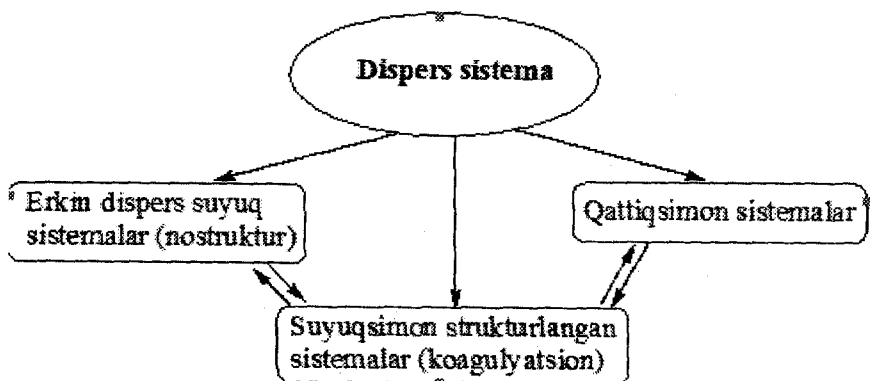 Dispers sistema
Erkin dispers suyuq
sistemalar (nostruktur)
Qattiqsimon sistemalar
Suyuqsimon strukturlangan
sistemalar (koagulyatsion)